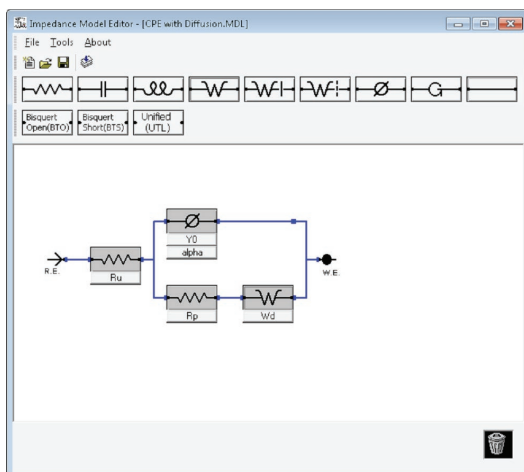 Impedance Model Editor - [CPE with Diffusion.MDL]
File Tools About
W W W G
Bisquert Open(BTO)
Bisquert Short(BTS)
Unified (UTL)
Y0
alpha
R.E.
Ru
W.E.
Rp
W
Wd